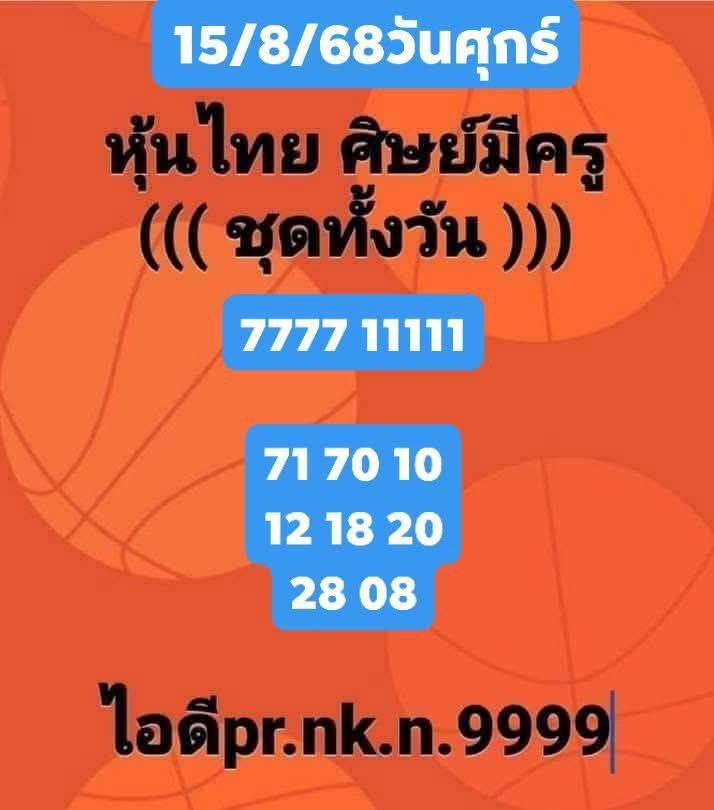 15/8/68วันศุกร์
หุ้นไทย ศิษย์มีครู
((( ชุดทั้งวัน )))
7777 11111
71 70 10
12 18 20
28 08
ไอดีpr.nk.n.9999